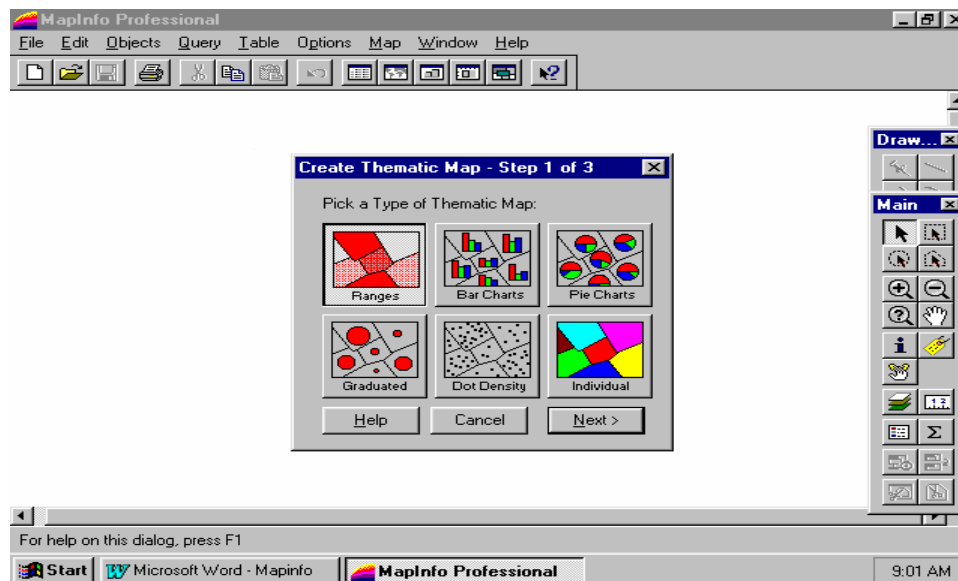 MapInfo Professional
File Edit Objects Query Table Options Map Window Help
Draw...
Create Thematic Map - Step 1 of 3
Pick a Type of Thematic Map:
Main
Ranges Bar Charts Pie Charts
Graduated Dot Density Individual
Help Cancel Next >
For help on this dialog, press F1
Start Microsoft Word - Mapinfo MapInfo Professional 9:01 AM